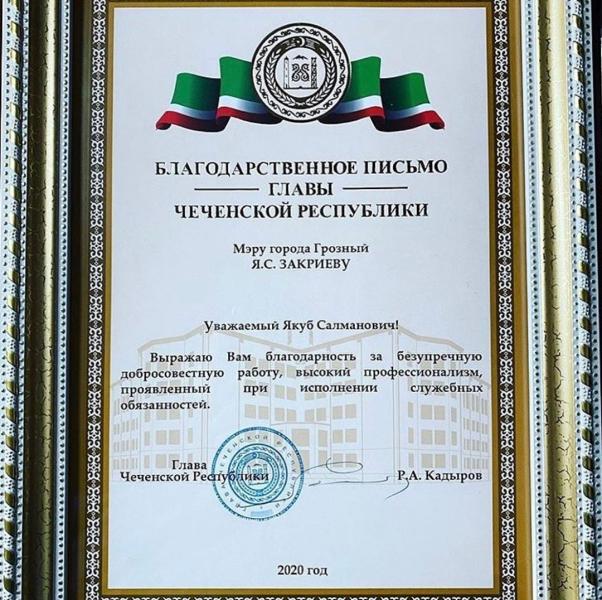 БЛАГОДАРСТВЕННОЕ ПИСЬМО
ГЛАВЫ
ЧЕЧЕНСКОЙ РЕСПУБЛИКИ
Мэру города Грозный
Я.С. ЗАКРИЕВУ
Уважаемый Якуб Салманович!
Выражаю Вам благодарность за безупречную
добросовестную работу, высокий профессионализм,
проявленный при исполнении служебных
обязанностей.
Глава
Чеченской Республики Р.А. Кадыров
2020 год